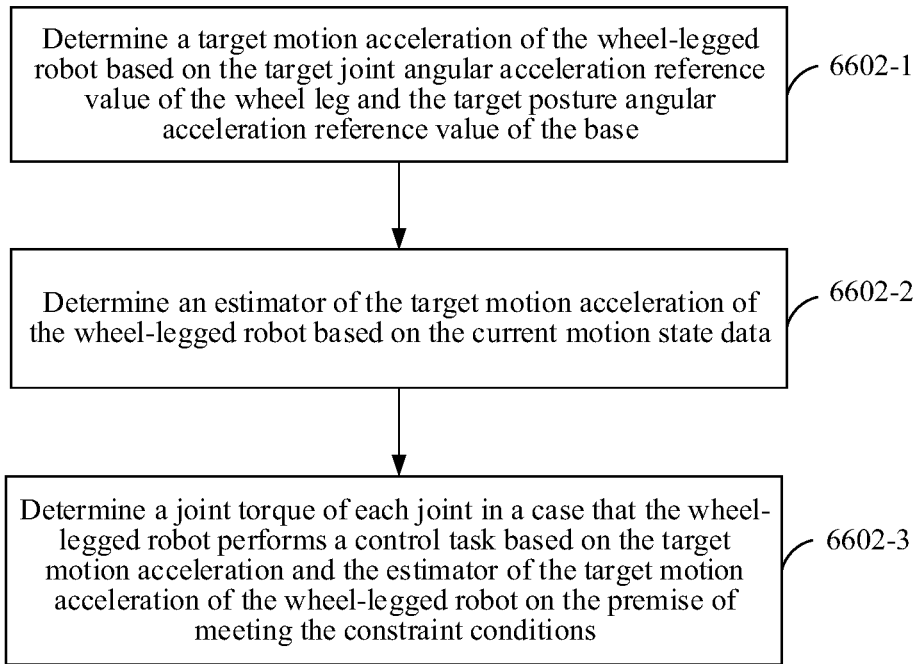 Determine a target motion acceleration of the wheel-legged
robot based on the target joint angular acceleration reference
value of the wheel leg and the target posture angular
acceleration reference value of the base
6602-1
Determine an estimator of the target motion acceleration of
the wheel-legged robot based on the current motion state data
6602-2
Determine a joint torque of each joint in a case that the wheel-
legged robot performs a control task based on the target
motion acceleration and the estimator of the target motion
acceleration of the wheel-legged robot on the premise of
meeting the constraint conditions
6602-3